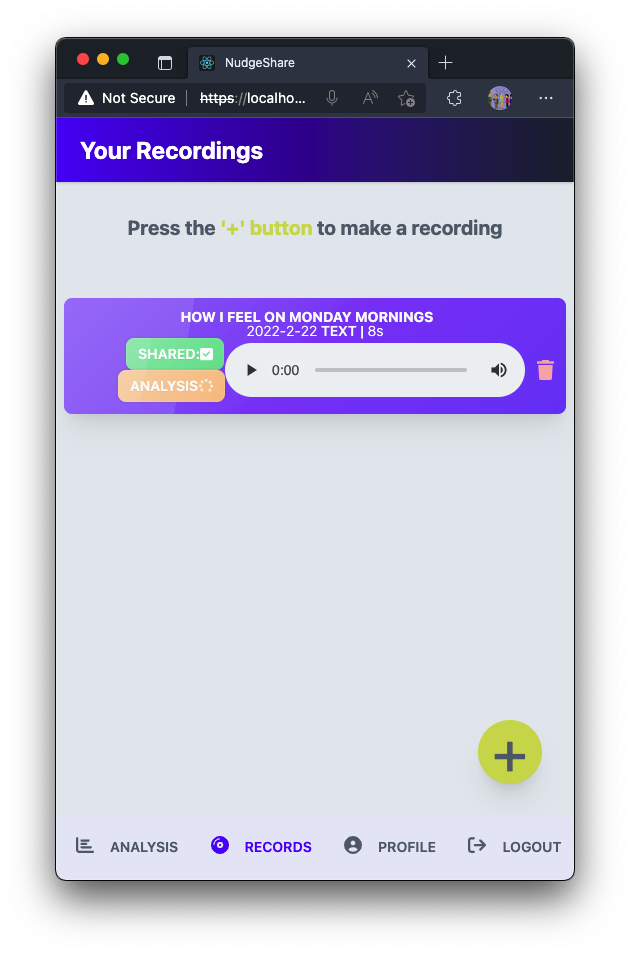 NudgeShare
Not Secure https://localho...
Your Recordings
Press the '+' button to make a recording
HOW I FEEL ON MONDAY MORNINGS
2022-2-22 TEXT | 8s
SHARED:
0:00
ANALYSIS
ANALYSIS RECORDS PROFILE LOGOUT